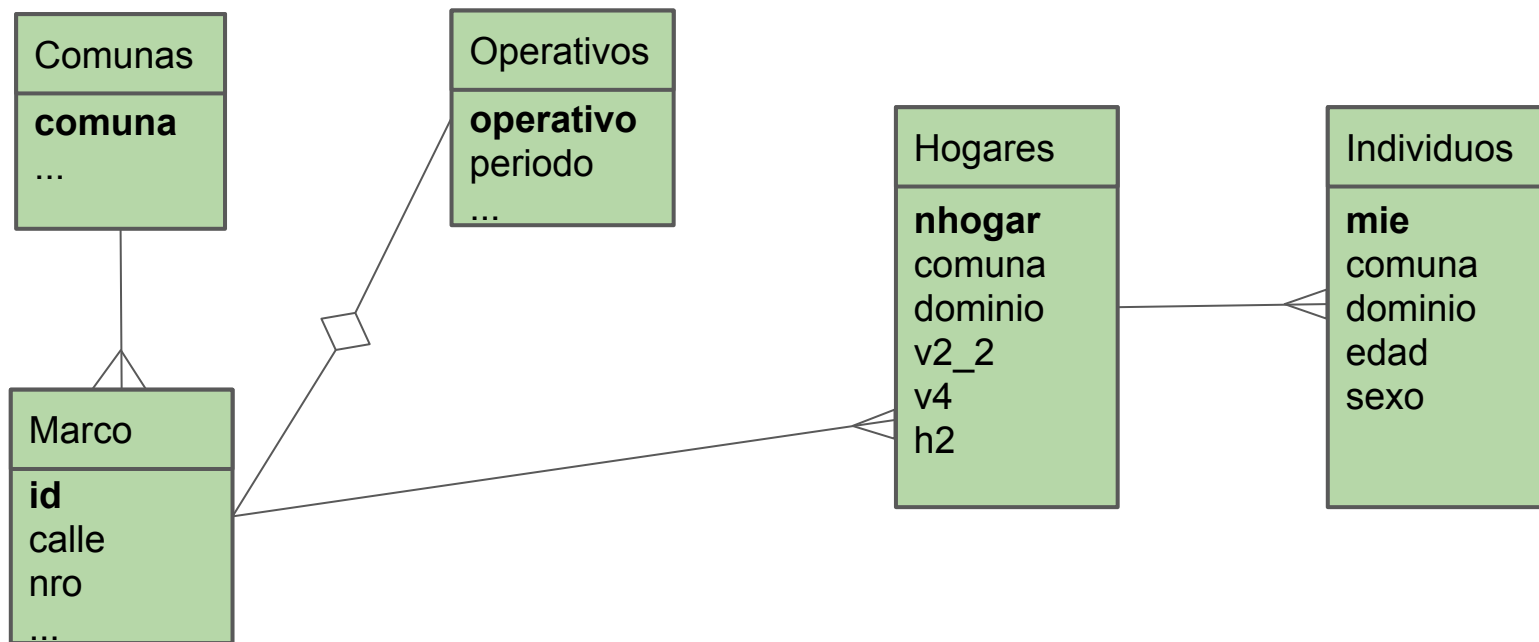 Comunas
comuna
...
Operativos
operativo
periodo
...
Marco
id
calle
nro
...
Hogares
nhogar
comuna
dominio
v2_2
v4
h2
Individuos
mie
comuna
dominio
edad
sexo